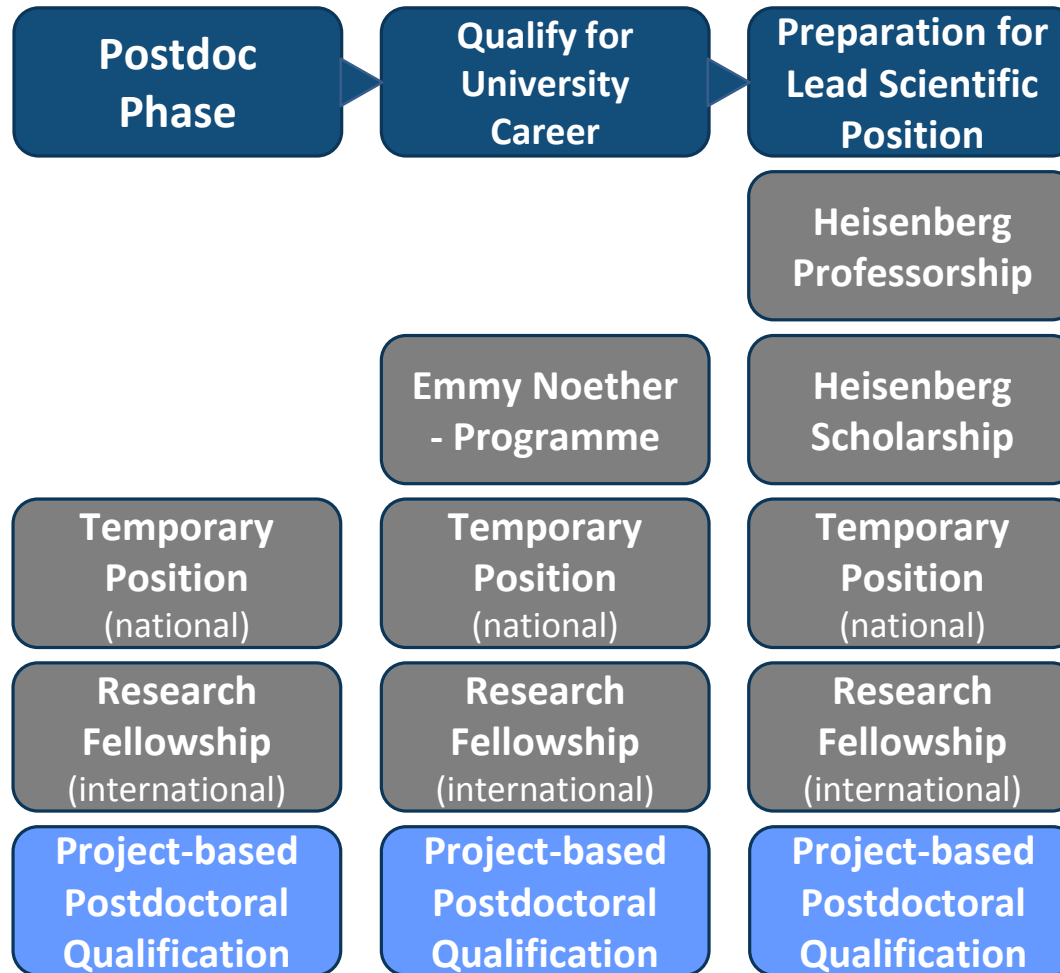 Postdoc
Phase
Qualify for
University
Career
Preparation for
Lead Scientific
Position
Heisenberg
Professorship
Emmy Noether
- Programme
Heisenberg
Scholarship
Temporary
Position
(national)
Temporary
Position
(national)
Temporary
Position
(national)
Research
Fellowship
(international)
Research
Fellowship
(international)
Research
Fellowship
(international)
Project-based
Postdoctoral
Qualification
Project-based
Postdoctoral
Qualification
Project-based
Postdoctoral
Qualification